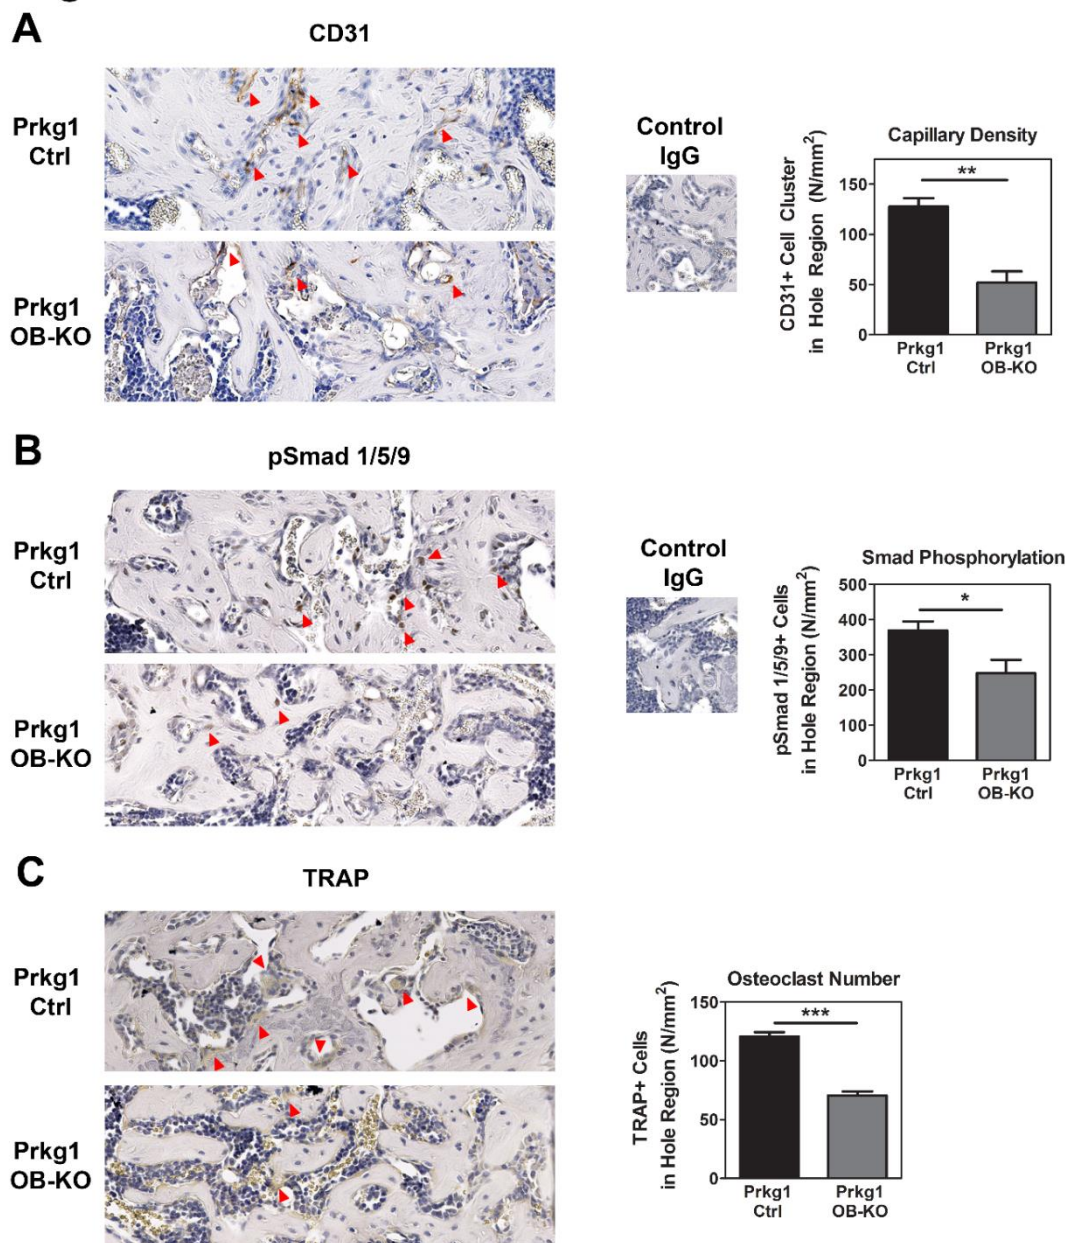 A
CD31
Prkg1
Ctrl
Prkg1
OB-KO
Control
IgG
Capillary Density
CD31+ Cell Cluster
in Hole Region (N/mm²)
150
100
50
0
**
Prkg1
Ctrl
Prkg1
OB-KO
B
pSmad 1/5/9
Prkg1
Ctrl
Prkg1
OB-KO
Control
IgG
Smad Phosphorylation
pSmad 1/5/9+ Cells
in Hole Region (N/mm²)
500
400
300
200
100
0
*
Prkg1
Ctrl
Prkg1
OB-KO
C
TRAP
Prkg1
Ctrl
Prkg1
OB-KO
Osteoclast Number
TRAP+ Cells
in Hole Region (N/mm²)
150
100
50
0
***
Prkg1
Ctrl
Prkg1
OB-KO